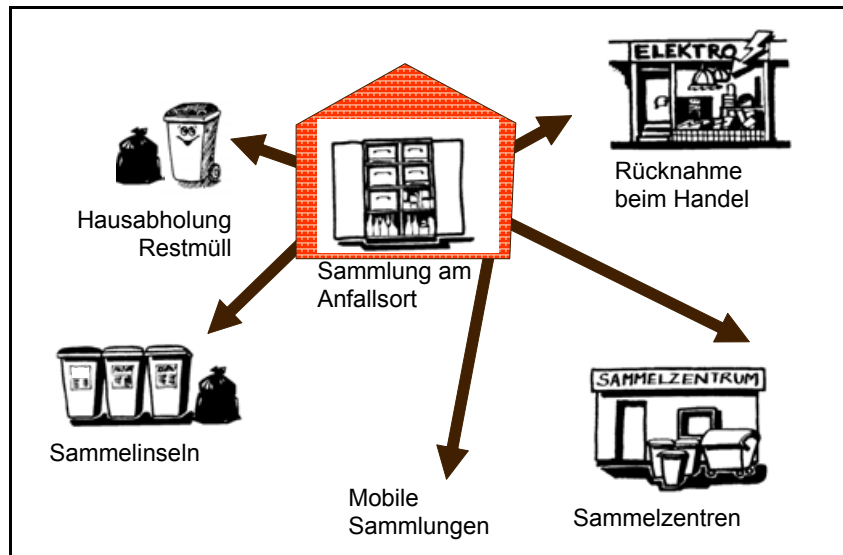 ELEKTRO
Rücknahme
beim Handel
Hausabholung
Restmüll
Sammlung am
Anfallsort
SAMMELZENTRUM
Sammelinseln
Mobile
Sammlungen
Sammelzentren